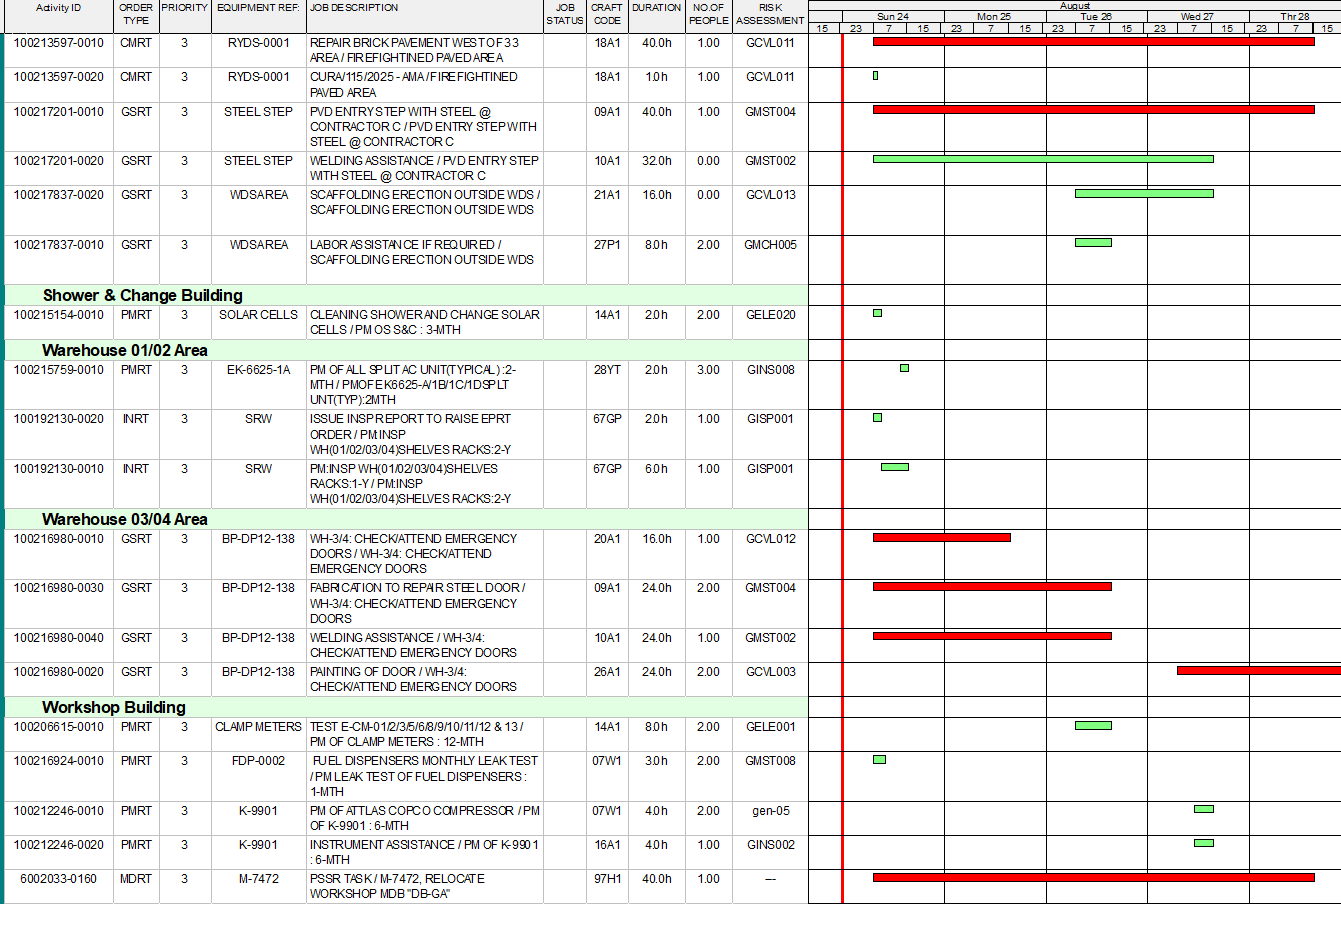 August
Activity ID ORDER TYPE PRIORITY EQUIPMENT REF: JOB DESCRIPTION JOB STATUS CRAFT CODE DURATION NO.OF PEOPLE RISK ASSESSMENT
Sun 24 Mon 25 Tue 26 Wed 27 Thr 28
15 23 7 15 23 7 15 23 7 15 23 7 15 23 7 15
100213597-0010 CMRT 3 RYDS-0001 REPAIR BRICK PAVEMENT WEST OF 33 18A1 40.0h 1.00 GCVL011
AREA / FIREFIGHTINED PAVED AREA
100213597-0020 CMRT 3 RYDS-0001 CURA/115/2025 - AMA / FIREFIGHTINED 18A1 1.0h 1.00 GCVL011
PAVED AREA
100217201-0010 GSRT 3 STEEL STEP PVD ENTRY STEP WITH STEEL @ 09A1 40.0h 1.00 GMST004
CONTRACTOR C / PVD ENTRY STEP WITH
STEEL @ CONTRACTOR C
100217201-0020 GSRT 3 STEEL STEP WELDING ASSISTANCE / PVD ENTRY STEP 10A1 32.0h 0.00 GMST002
WITH STEEL @ CONTRACTOR C
100217837-0020 GSRT 3 WDSAREA SCAFFOLDING ERECTION OUTSIDE WDS / 21A1 16.0h 0.00 GCVL013
SCAFFOLDING ERECTION OUTSIDE WDS
100217837-0010 GSRT 3 WDSAREA LABOR ASSISTANCE IF REQUIRED / 27P1 8.0h 2.00 GMCH005
SCAFFOLDING ERECTION OUTSIDE WDS
Shower & Change Building
100215154-0010 PMRT 3 SOLAR CELLS CLEANING SHOWER AND CHANGE SOLAR 14A1 2.0h 2.00 GELE020
CELLS / PM OS S&C : 3-MTH
Warehouse 01/02 Area
100215759-0010 PMRT 3 EK-6625-1A PM OF ALL SPLIT AC UNIT(TYPICAL) :2- 28YT 2.0h 3.00 GINS008
MTH / PMOF EK6625-A/1B/1C/1DSPLT
UNT(TYP):2MTH
100192130-0020 INRT 3 SRW ISSUE INSP REPORT TO RAISE EPRT 67GP 2.0h 1.00 GISP001
ORDER / PM:INSP
WH(01/02/03/04)SHELVES RACKS:2-Y
100192130-0010 INRT 3 SRW PM:INSP WH(01/02/03/04)SHELVES 67GP 6.0h 1.00 GISP001
RACKS:1-Y / PM:INSP
WH(01/02/03/04)SHELVES RACKS:2-Y
Warehouse 03/04 Area
100216980-0010 GSRT 3 BP-DP12-138 WH-3/4: CHECK/ATTEND EMERGENCY 20A1 16.0h 1.00 GCVL012
DOORS / WH-3/4: CHECK/ATTEND
EMERGENCY DOORS
100216980-0030 GSRT 3 BP-DP12-138 FABRICATION TO REPAIR STEEL DOOR / 09A1 24.0h 2.00 GMST004
WH-3/4: CHECK/ATTEND EMERGENCY
DOORS
100216980-0040 GSRT 3 BP-DP12-138 WELDING ASSISTANCE / WH-3/4: 10A1 24.0h 1.00 GMST002
CHECK/ATTEND EMERGENCY DOORS
100216980-0020 GSRT 3 BP-DP12-138 PAINTING OF DOOR / WH-3/4: 26A1 24.0h 2.00 GCVL003
CHECK/ATTEND EMERGENCY DOORS
Workshop Building
100206615-0010 PMRT 3 CLAMP METERS TEST E-CM-01/2/3/5/6/8/9/10/11/12 & 13 / 14A1 8.0h 2.00 GELE001
PM OF CLAMP METERS : 12-MTH
100216924-0010 PMRT 3 FDP-0002 FUEL DISPENSERS MONTHLY LEAK TEST 07W1 3.0h 2.00 GMST008
/ PM LEAK TEST OF FUEL DISPENSERS :
1-MTH
100212246-0010 PMRT 3 K-9901 PM OF ATTLAS COPCO COMPRESSOR / PM 07W1 4.0h 2.00 gen-05
OF K-9901 : 6-MTH
100212246-0020 PMRT 3 K-9901 INSTRUMENT ASSISTANCE / PM OF K-9901 16A1 4.0h 1.00 GINS002
: 6-MTH
6002033-0160 MDRT 3 M-7472 PSSR TASK / M-7472, RELOCATE 97H1 40.0h 1.00 ---
WORKSHOP MDB "DB-GA"